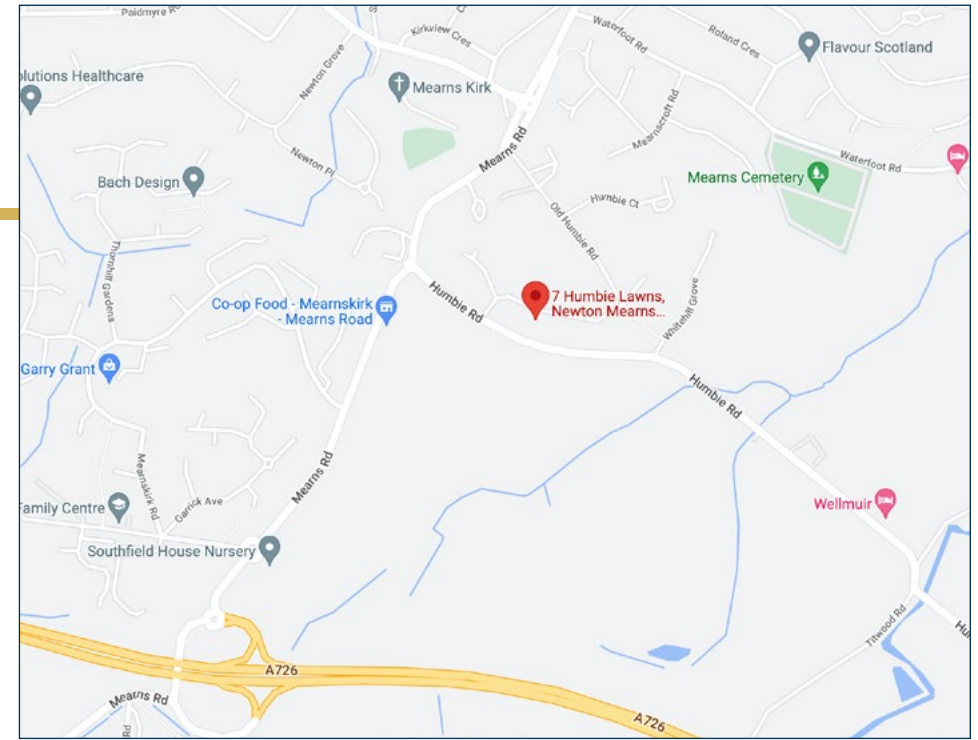 Paidmyre R
Kirkview Cres
Waterfoot Rd
Roland Cres
Flavour Scotland
olutions Healthcare
Newton Grove
Mearns Kirk
Mearnscroft Rd
Mearns Rd
Newton Pl
Waterfoot Rd
Bach Design
Mearns Cemetery
Humbie Ct
Old Humbie Rd
Thornhill Gardens
Co-op Food - Mearnskirk
- Mearns Road
Humbie Rd
7 Humbie Lawns,
Newton Mearns...
Whitehill Grove
Garry Grant
Humbie Rd
Mearnskirk Rd
Mearns Rd
Garrick Ave
Family Centre
Wellmuir
Southfield House Nursery
Titwood Rd
Hu
A726
Mearns Rd
A726
Rd